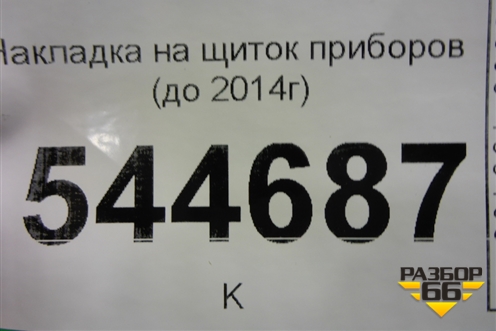 Накладка на щиток приборов
(до 2014г)
544687
К
РАЗБОР
66